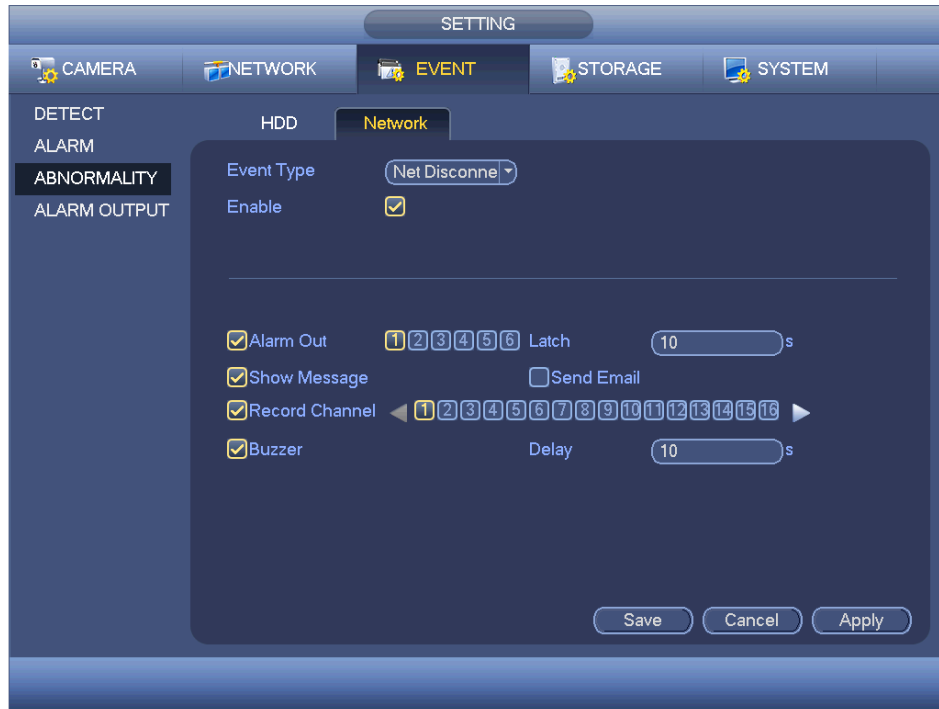 SETTING
CAMERA NETWORK EVENT STORAGE SYSTEM
DETECT
ALARM
ABNORMALITY
ALARM OUTPUT
HDD Network
Event Type Net Disconne
Enable
Alarm Out 1 2 3 4 5 6 Latch 10 s
Show Message Send Email
Record Channel 1 2 3 4 5 6 7 8 9 10 11 12 13 14 15 16
Buzzer Delay 10 s
Save Cancel Apply